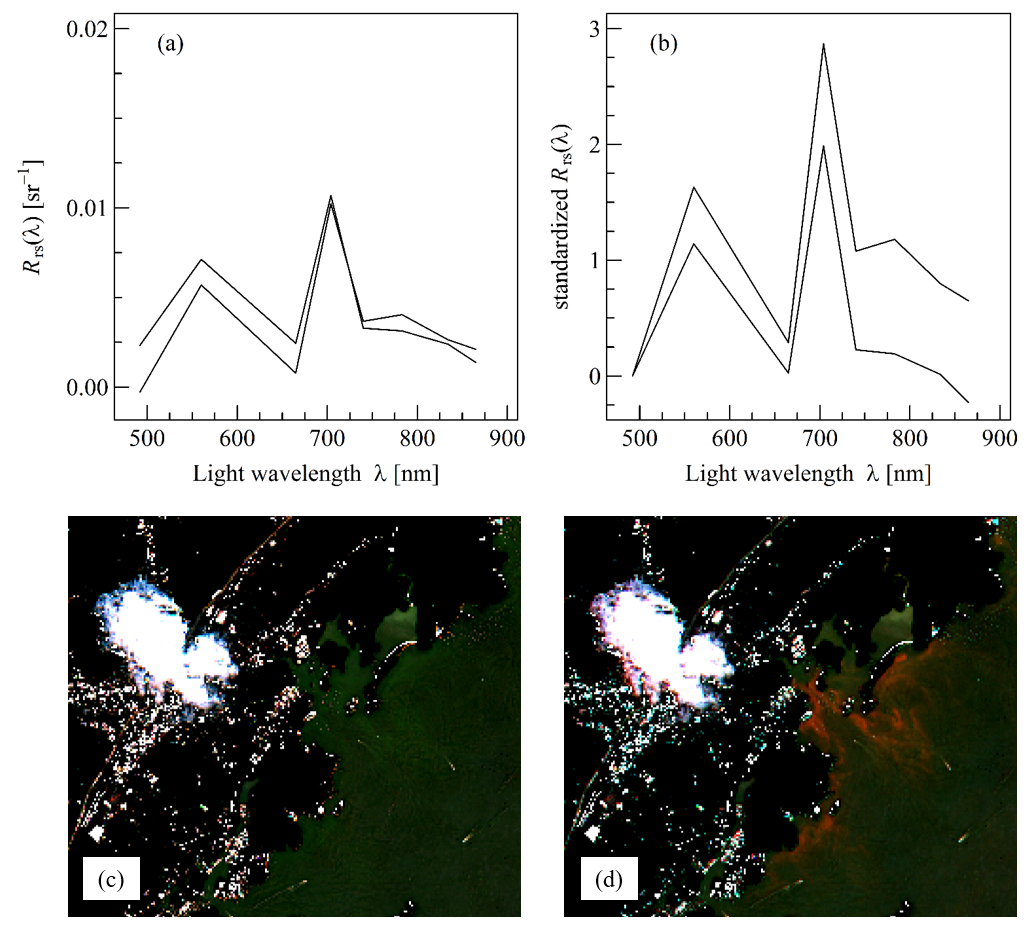 (a)
0.02
0.01
0.00
Rrs(λ) [sr⁻¹]
500 600 700 800 900
Light wavelength λ [nm]
(b)
3
2
1
0
standardized Rrs(λ)
500 600 700 800 900
Light wavelength λ [nm]
(c)
(d)